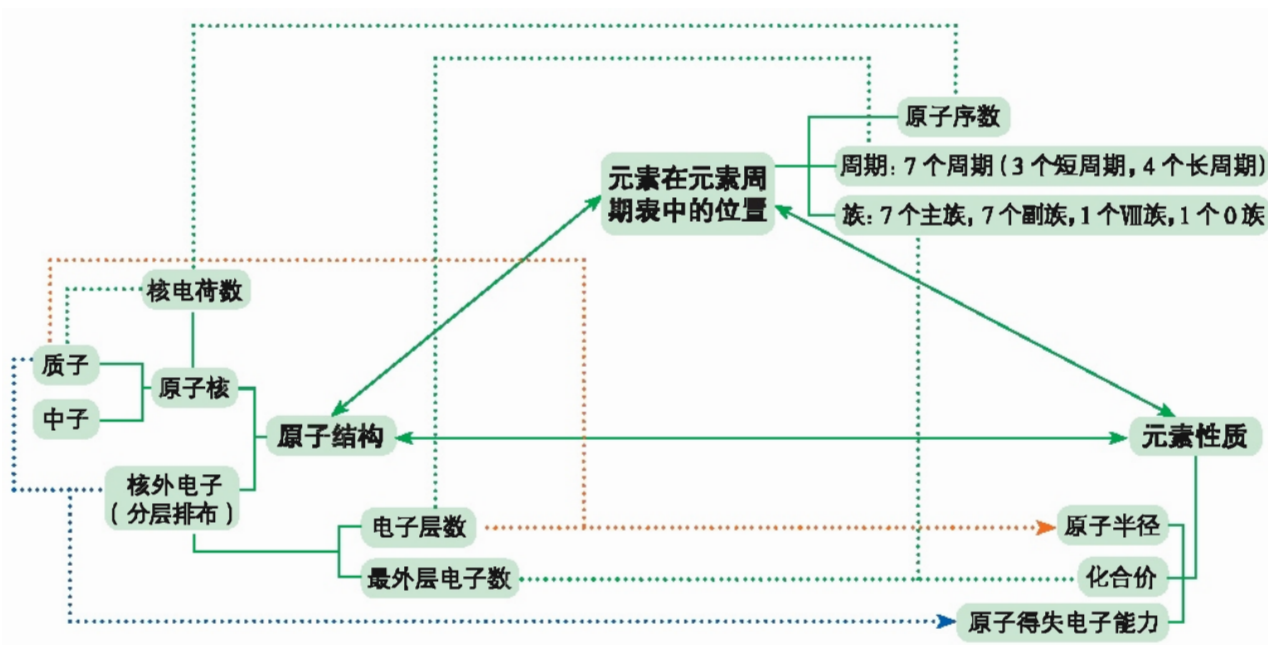 原子序数
元素在元素周
期表中的位置
周期：7个周期（3个短周期，4个长周期）
族：7个主族，7个副族，1个Ⅷ族，1个0族
核电荷数
质子
原子核
中子
原子结构
元素性质
核外电子
（分层排布）
电子层数
原子半径
最外层电子数
化合价
原子得失电子能力